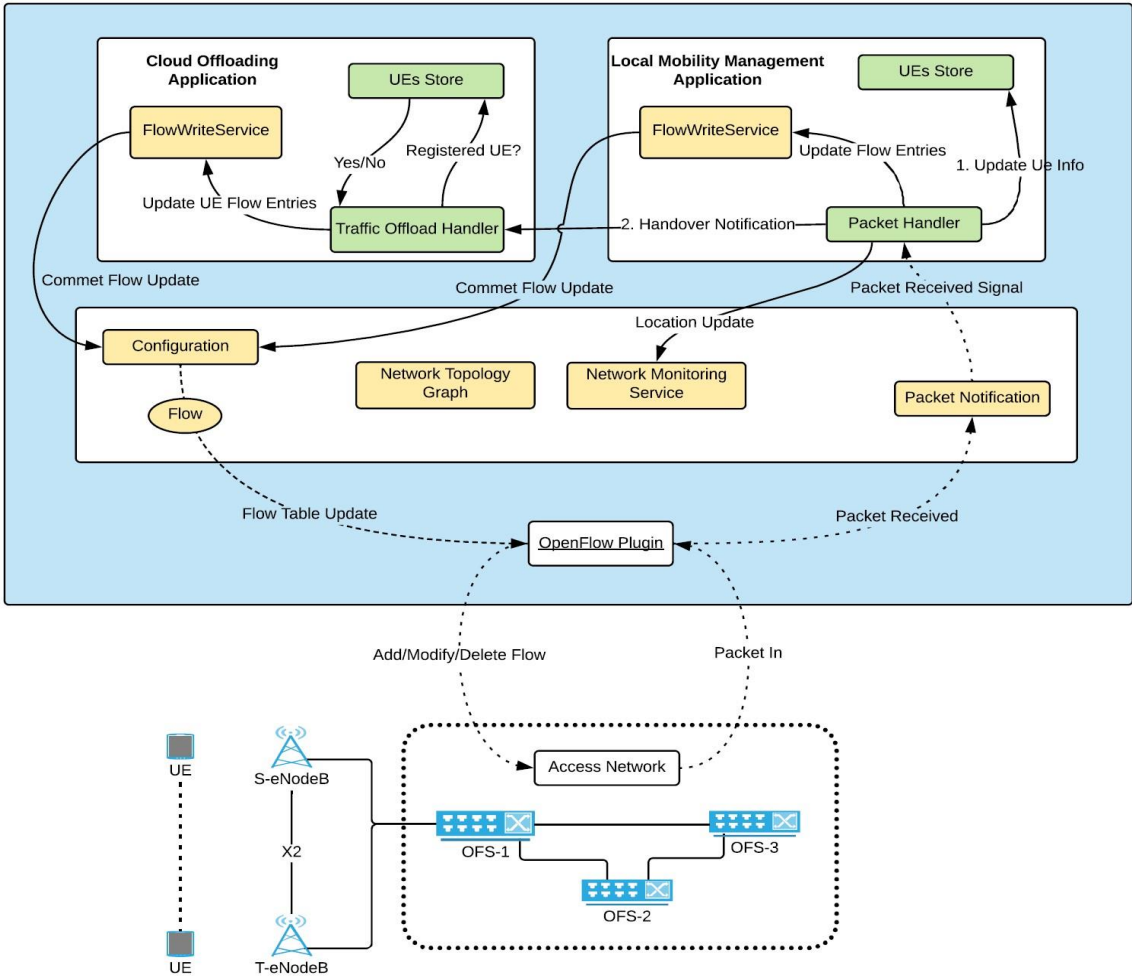 Cloud Offloading
Application
UEs Store
FlowWriteService
Yes/No
Registered UE?
Update UE Flow Entries
Traffic Offload Handler
Local Mobility Management
Application
UEs Store
FlowWriteService
Update Flow Entries
1. Update Ue Info
2. Handover Notification
Packet Handler
Commet Flow Update
Commet Flow Update
Packet Received Signal
Location Update
Configuration
Network Topology
Graph
Network Monitoring
Service
Packet Notification
Flow
Flow Table Update
Packet Received
OpenFlow Plugin
Add/Modify/Delete Flow
Packet In
UE
S-eNodeB
Access Network
X2
OFS-1
OFS-3
OFS-2
UE
T-eNodeB